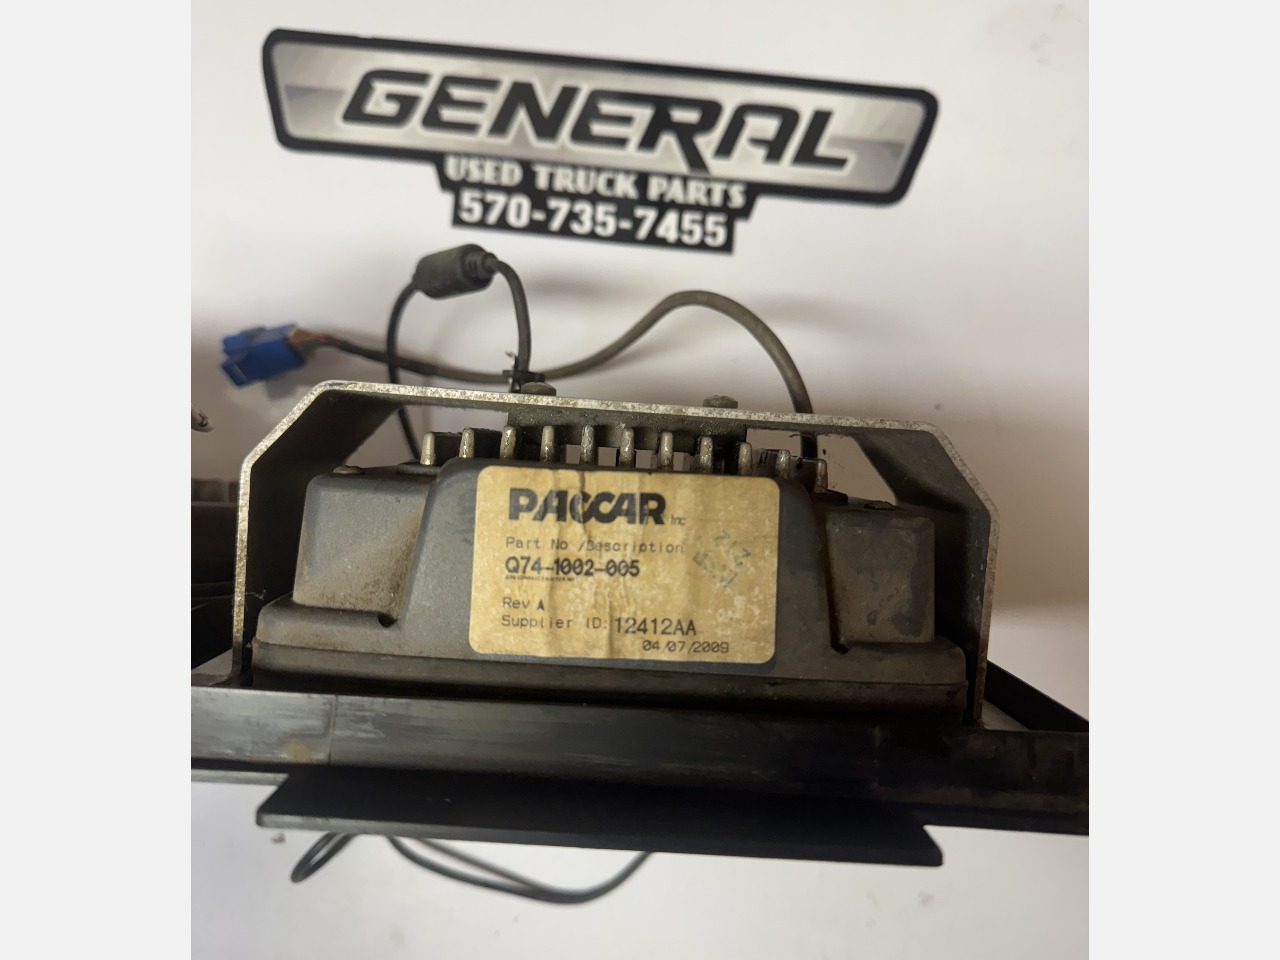 GENERAL
USED TRUCK PARTS
570-735-7455
PACCAR Inc
Part No /Description
Q74-1002-005
Rev A
Supplier ID: 12412AA
04/07/2009
212